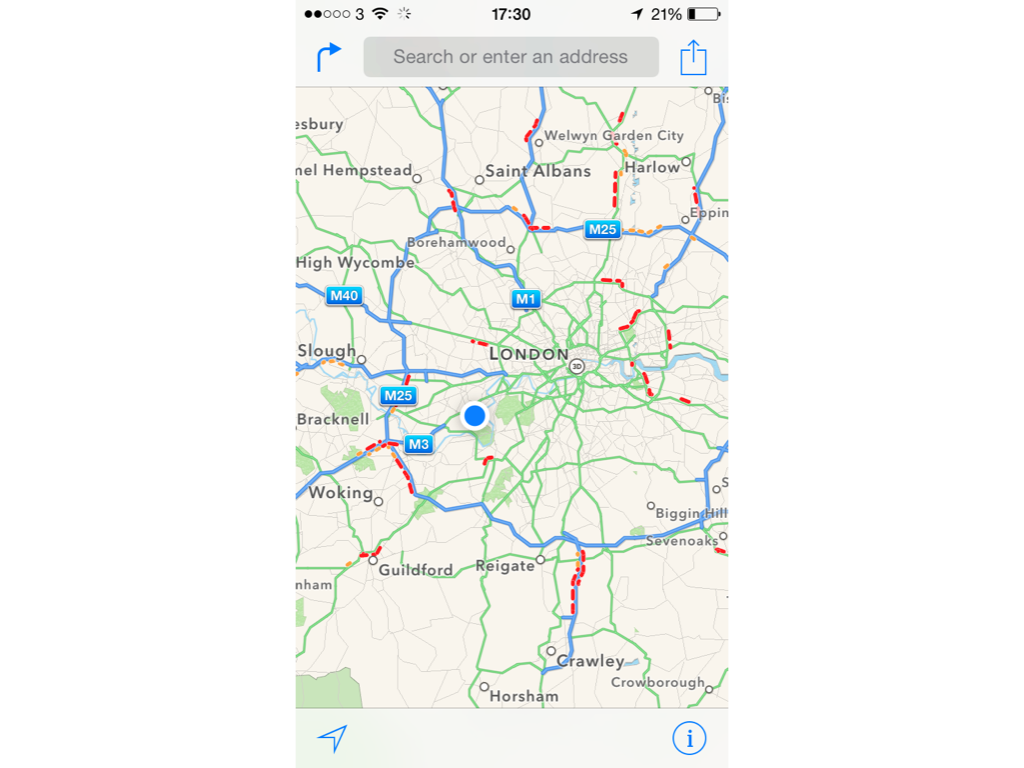 3
17:30
21%
Search or enter an address
Bis
esbury
Welwyn Garden City
mel Hempstead
Saint Albans
Harlow
Eppin
M25
Borehamwood
High Wycombe
M40
M1
Slough
LONDON
3D
M25
Bracknell
M3
Woking
S
Biggin Hill
Sevenoaks
Guildford
Reigate
nham
Crawley
Crowborough
Horsham
i